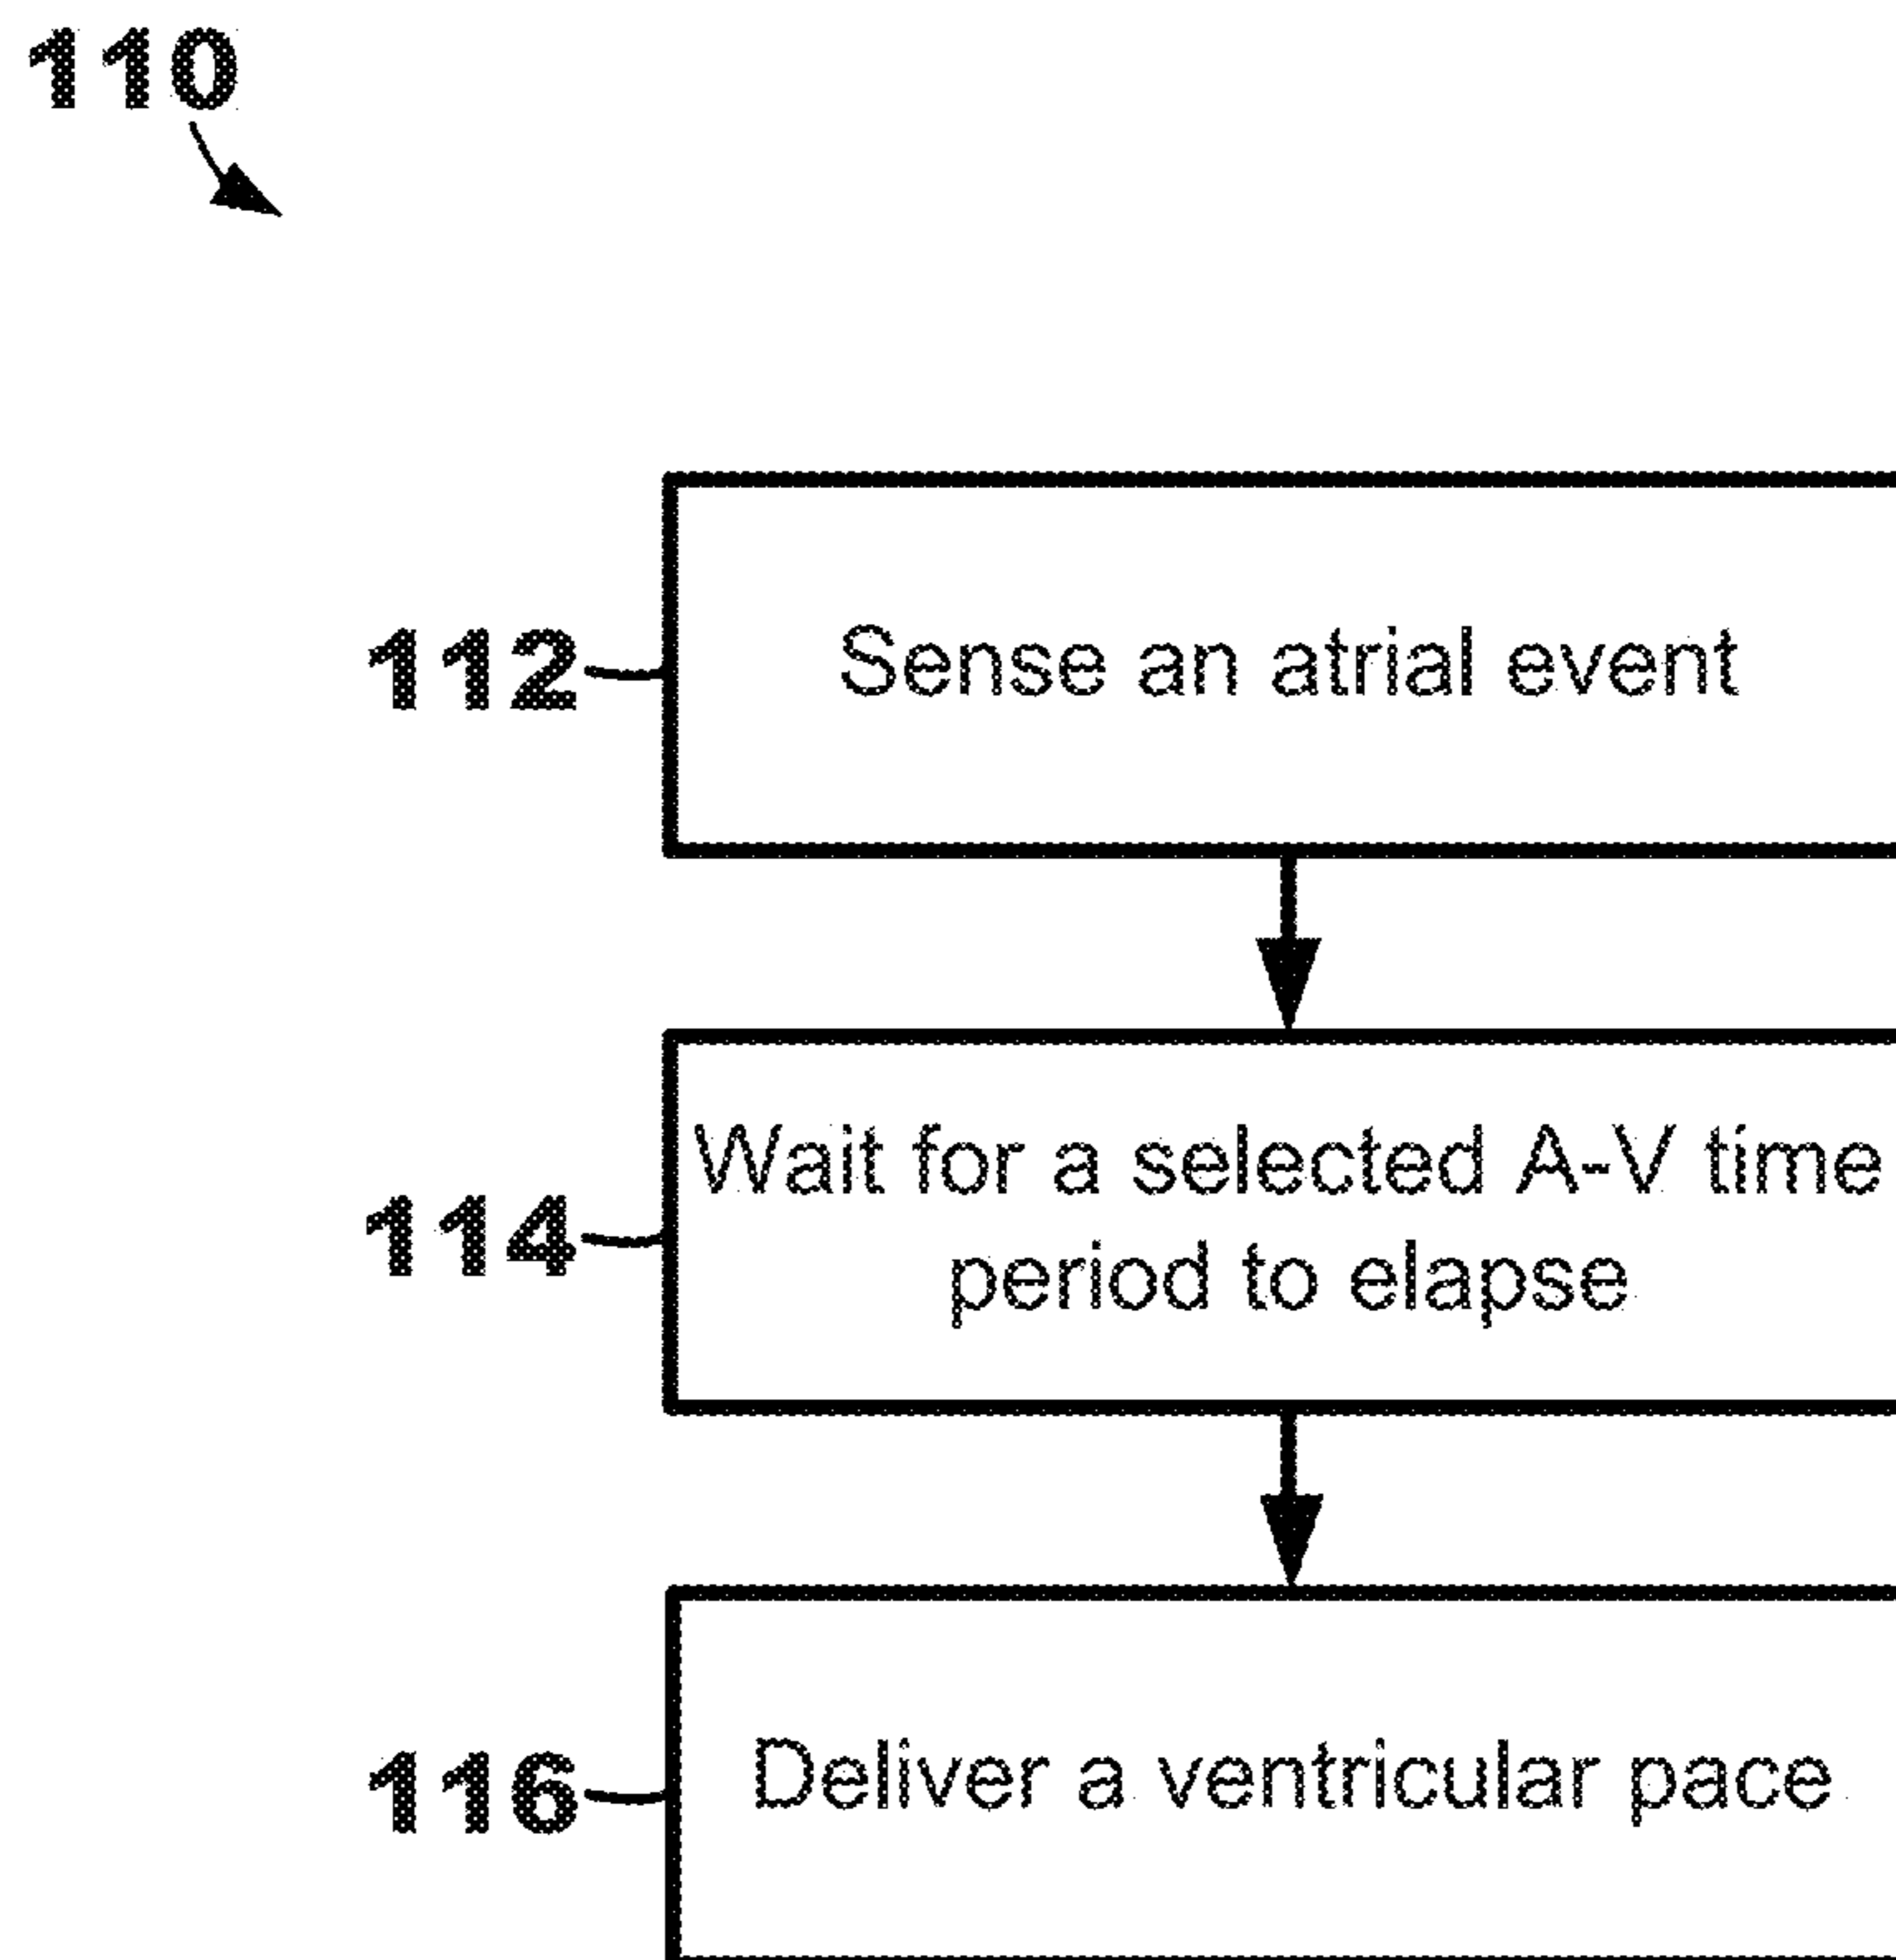 110
112
Sense an atrial event
114
Wait for a selected A-V time
period to elapse
116
Deliver a ventricular pace